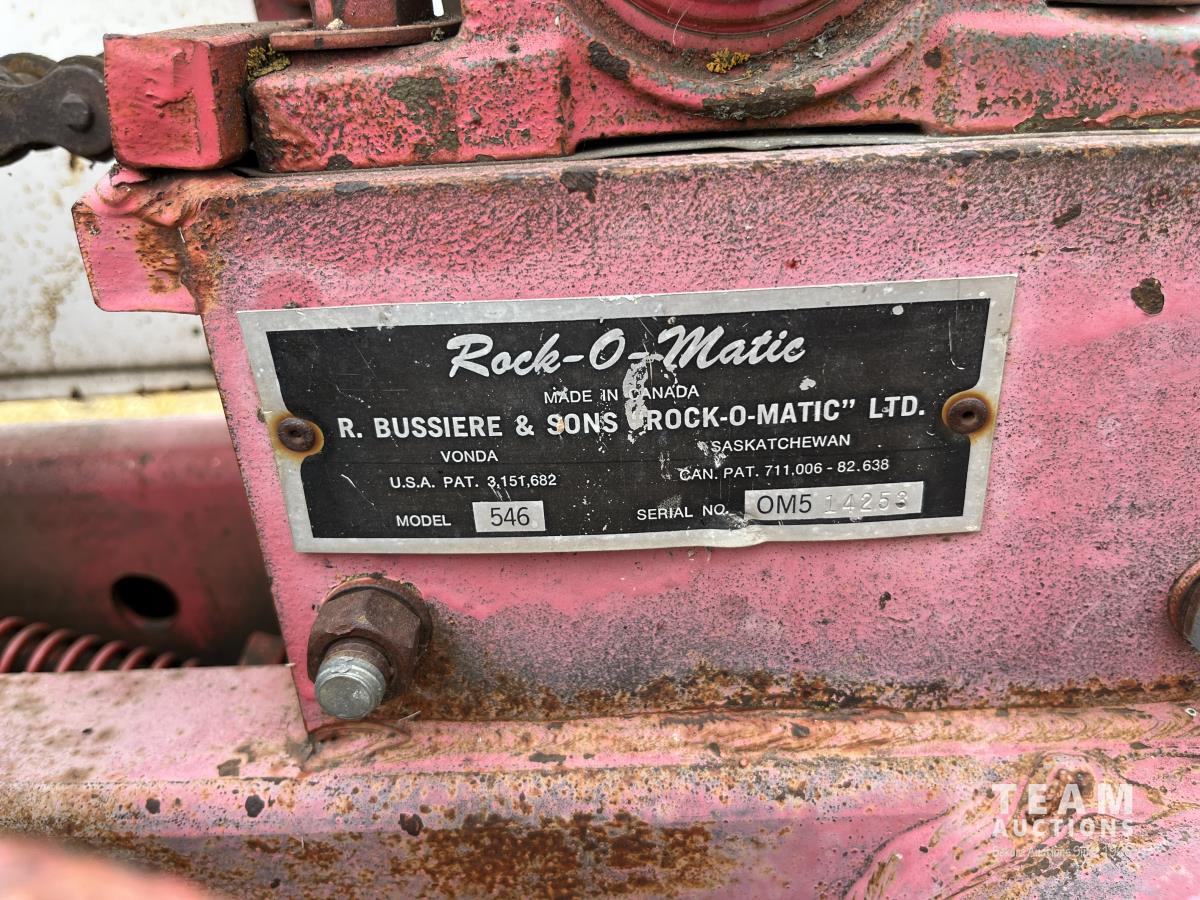 Rock-O-Matic
MADE IN CANADA
R. BUSSIERE & SONS "ROCK-O-MATIC" LTD.
VONDA SASKATCHEWAN
U.S.A. PAT. 3,151,682 CAN. PAT. 711,006 - 82.638
MODEL 546 SERIAL NO. OM5 14253
TEAM
AUCTIONS